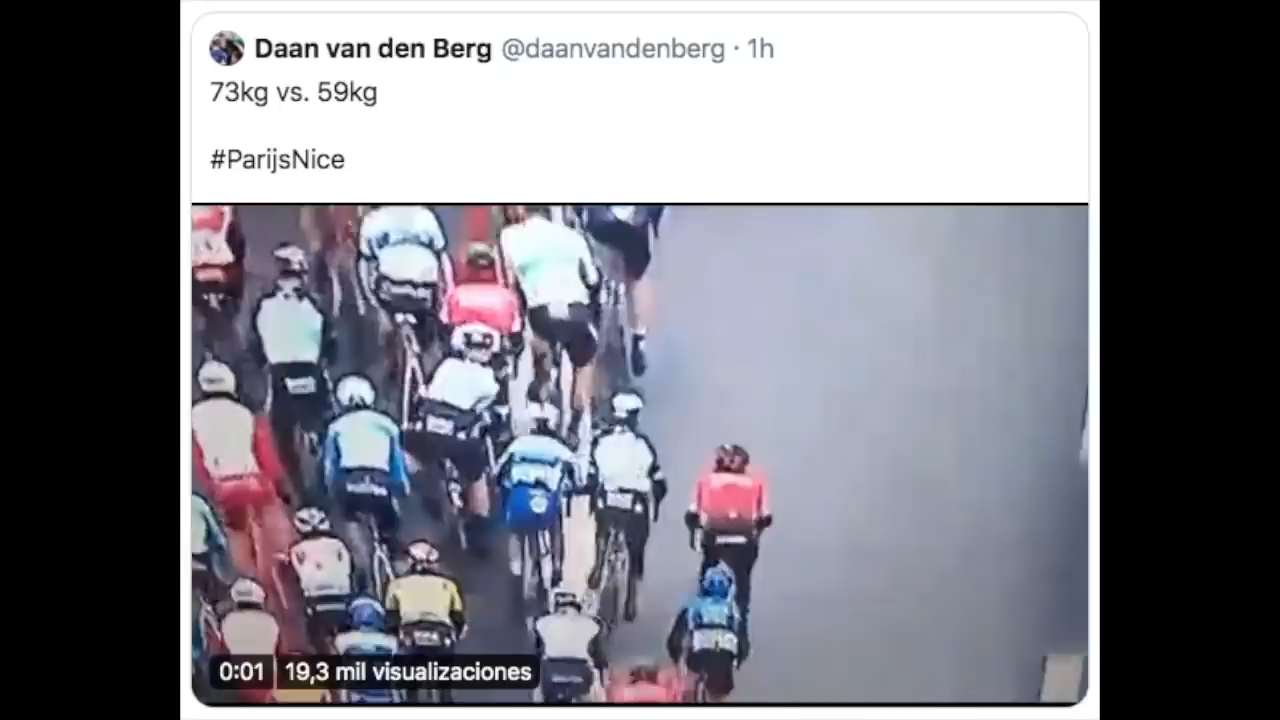 Daan van den Berg @daanvandenberg · 1h
73kg vs. 59kg
#ParijsNice
0:01 | 19,3 mil visualizaciones